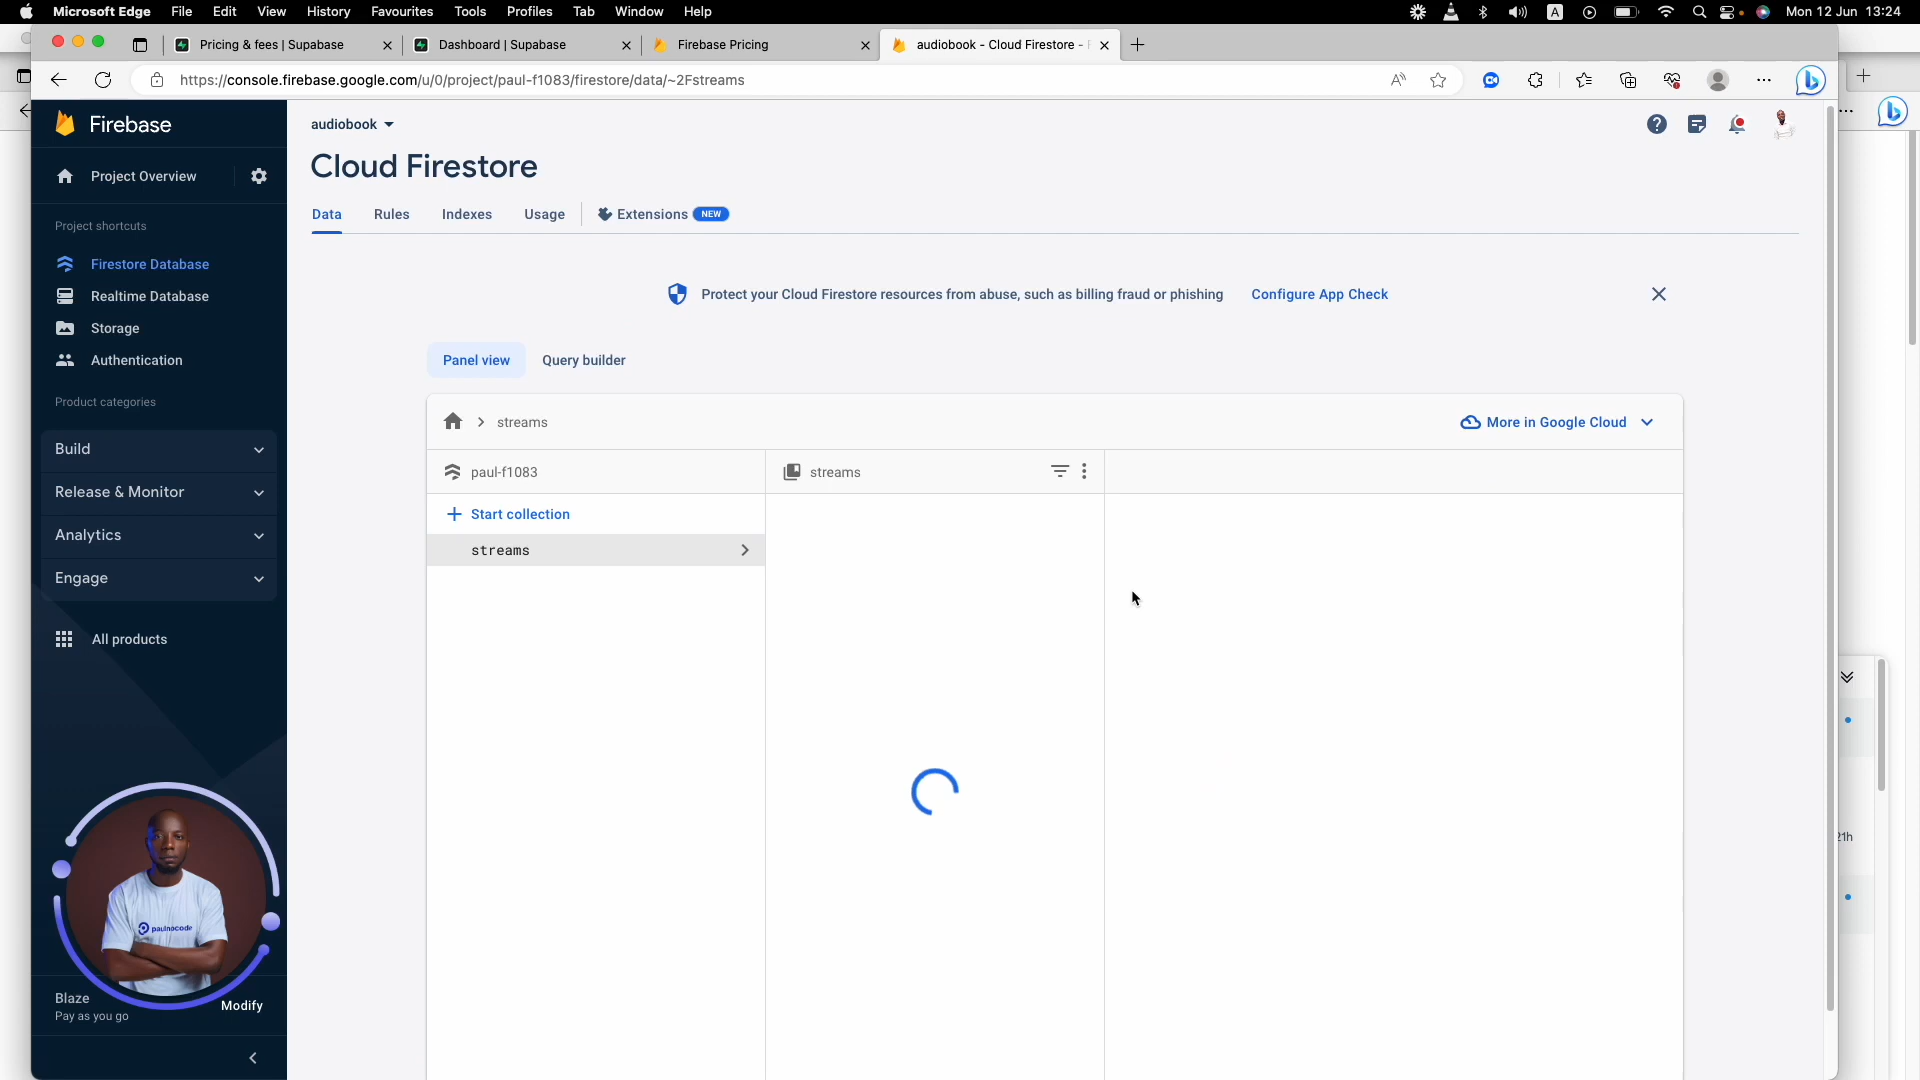 Microsoft Edge File Edit View History Favourites Tools Profiles Tab Window Help
A Mon 12 Jun 13:24
Pricing & fees | Supabase
Dashboard | Supabase
Firebase Pricing
audiobook - Cloud Firestore -
https://console.firebase.google.com/u/0/project/paul-f1083/firestore/data/~2Fstreams
Firebase
Project Overview
Project shortcuts
Firestore Database
Realtime Database
Storage
Authentication
Product categories
Build
Release & Monitor
Analytics
Engage
All products
paulnocode
Blaze
Pay as you go
Modify
audiobook
Cloud Firestore
Data Rules Indexes Usage Extensions NEW
Protect your Cloud Firestore resources from abuse, such as billing fraud or phishing Configure App Check
Panel view Query builder
streams
More in Google Cloud
paul-f1083
streams
Start collection
streams
21h